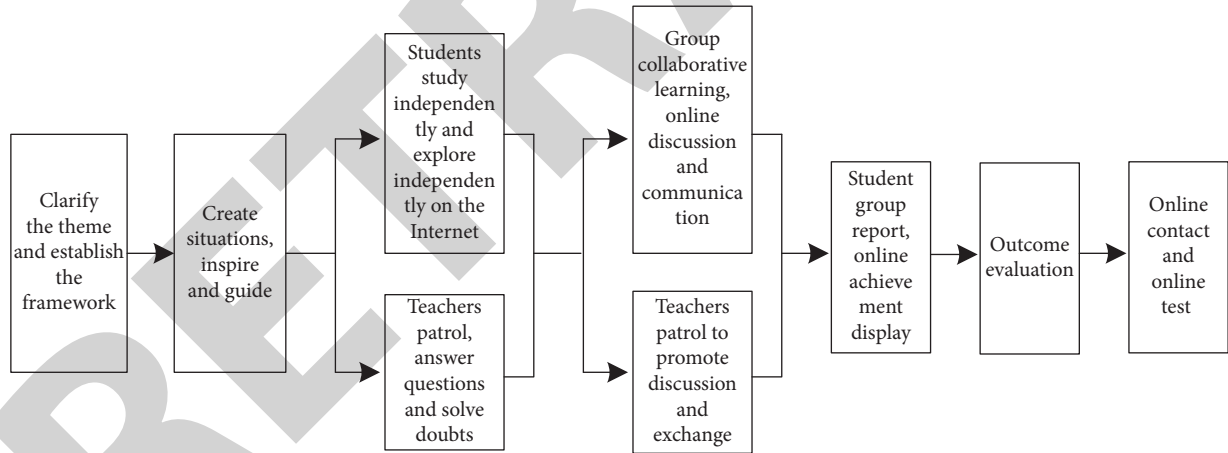 Clarify
the theme
and establish
the
framework
Create
situations,
inspire
and guide
Students
study
independen
tly and
explore
independen
tly on the
Internet
Teachers
patrol,
answer
questions
and solve
doubts
Group
collaborative
learning,
online
discussion
and
communica
tion
Teachers
patrol to
promote
discussion
and
exchange
Student
group
report,
online
achieve
ment
display
Outcome
evaluation
Online
contact
and
online
test
RETRA